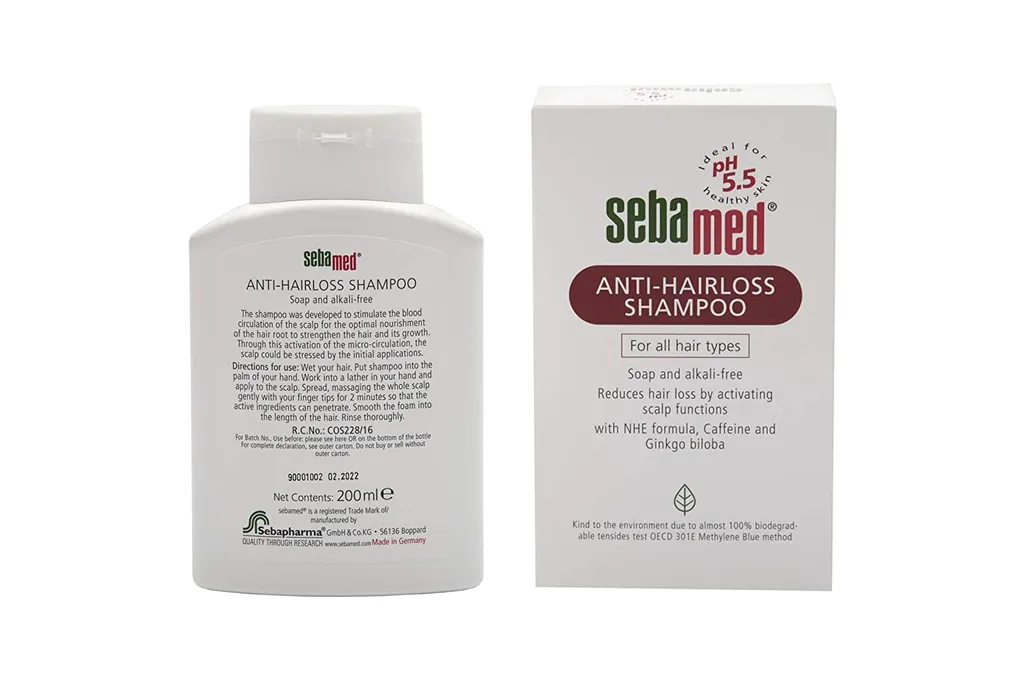 sebamed®
ANTI-HAIRLOSS SHAMPOO
Soap and alkali-free
The shampoo was developed to stimulate the blood
circulation of the scalp for the optimal nourishment
of the hair root to strengthen the hair and its growth.
Through this activation of the micro-circulation, the
scalp could be stressed by the initial applications.
Directions for use: Wet your hair. Put shampoo into the
palm of your hand. Work into a lather in your hand and
apply to the scalp. Spread, massaging the whole scalp
gently with your finger tips for 2 minutes so that the
active ingredients can penetrate. Smooth the foam into
the length of the hair. Rinse thoroughly.
R.C.No.: COS228/16
For Batch No., Use before: please see here OR on the bottom of the bottle
For complete declaration, see outer carton. Do not buy or sell without
outer carton.
90001002 02.2022
Net Contents: 200ml e
sebamed® is a registered Trade Mark of/
manufactured by
Sebapharma® GmbH & Co.KG • 56136 Boppard
QUALITY THROUGH RESEARCH www.sebamed.com Made in Germany
sebamed
pH 5.5
Ideal for
pH
5.5
healthy skin
sebamed®
ANTI-HAIRLOSS
SHAMPOO
For all hair types
Soap and alkali-free
Reduces hair loss by activating
scalp functions
with NHE formula, Caffeine and
Ginkgo biloba
Kind to the environment due to almost 100% biodegrad-
able tensides test OECD 301E Methylene Blue method